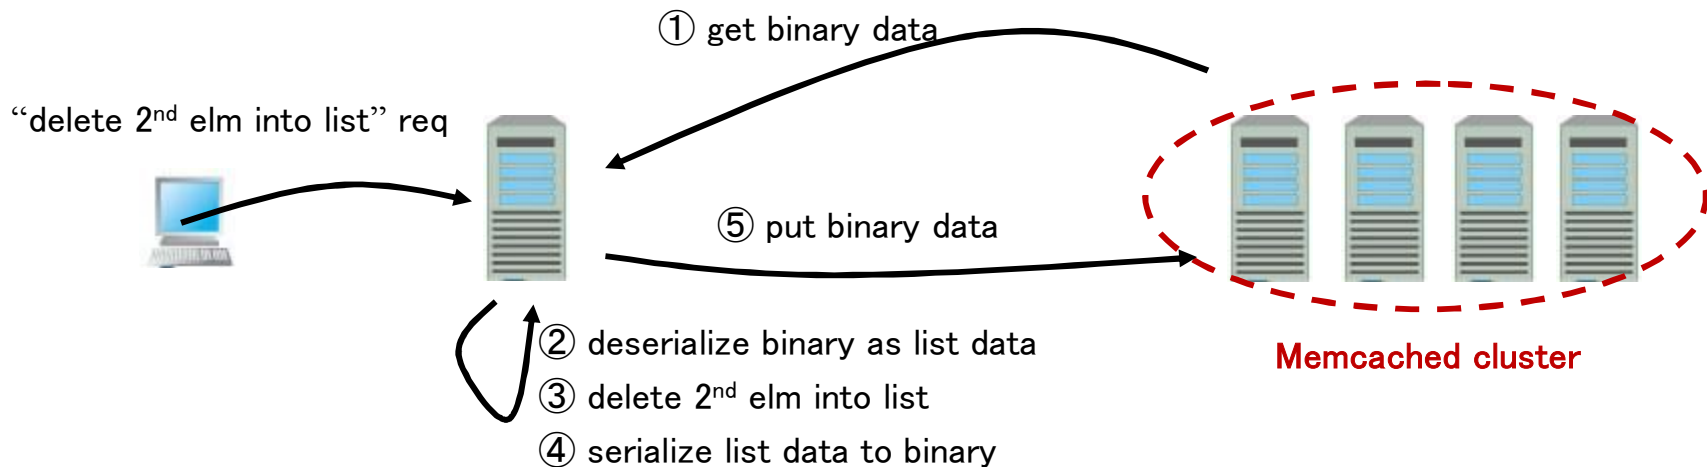 ① get binary data
“delete 2nd elm into list” req
⑤ put binary data
② deserialize binary as list data
③ delete 2nd elm into list
④ serialize list data to binary
Memcached cluster